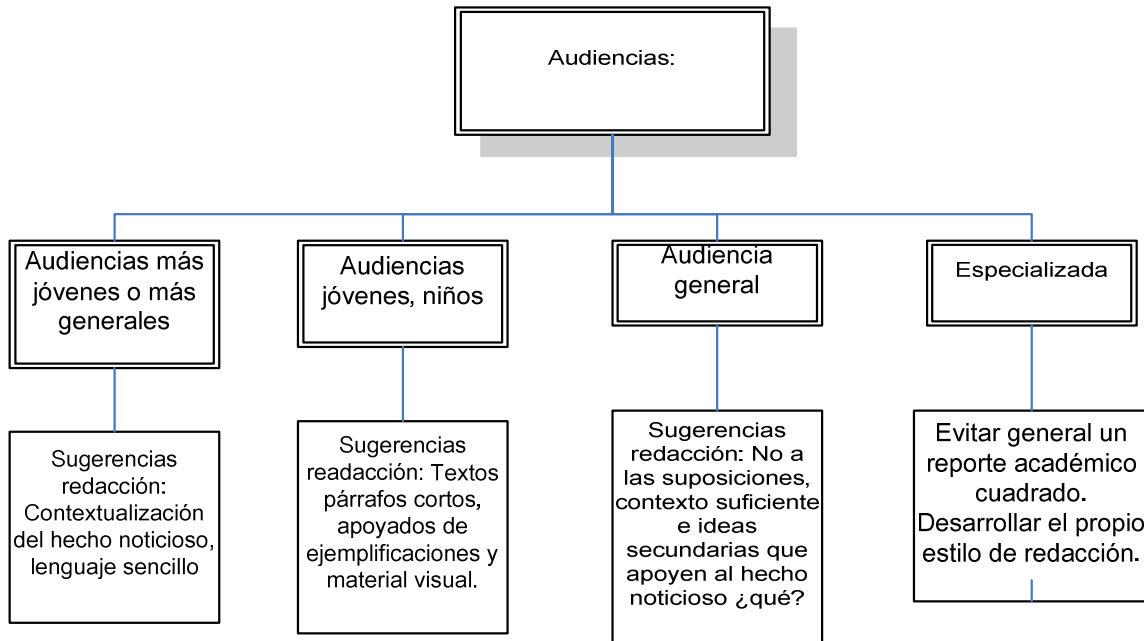 Audiencias:
Audiencias más
jóvenes o más
generales
Audiencias
jóvenes, niños
Audiencia
general
Especializada
Sugerencias
redacción:
Contextualización
del hecho noticioso,
lenguaje sencillo
Sugerencias
readacción: Textos
párrafos cortos,
apoyados de
ejemplificaciones y
material visual.
Sugerencias
redacción: No a
las suposiciones,
contexto suficiente
e ideas
secundarias que
apoyen al hecho
noticioso ¿qué?
Evitar general un
reporte académico
cuadrado.
Desarrollar el propio
estilo de redacción.